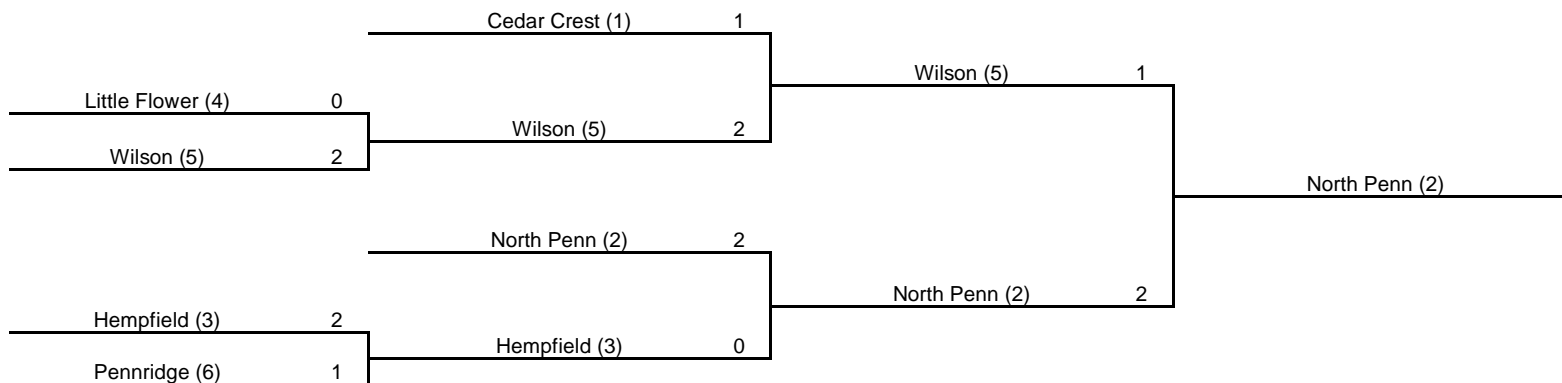 Cedar Crest (1) 1
Wilson (5) 1
Little Flower (4) 0
Wilson (5) 2
Wilson (5) 2
North Penn (2)
North Penn (2) 2
North Penn (2) 2
Hempfield (3) 2
Hempfield (3) 0
Pennridge (6) 1